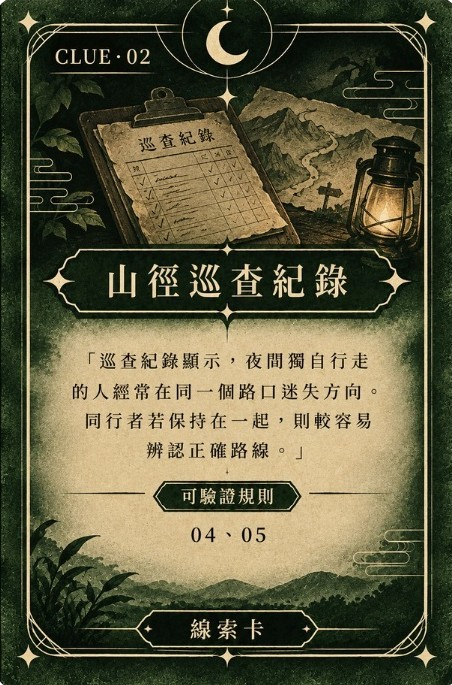 CLUE · 02
巡查紀錄
山徑巡查紀錄
「巡查紀錄顯示，夜間獨自行走
的人經常在同一個路口迷失方向。
同行者若保持在一起，則較容易
辨認正確路線。」
可驗證規則
04、05
線索卡